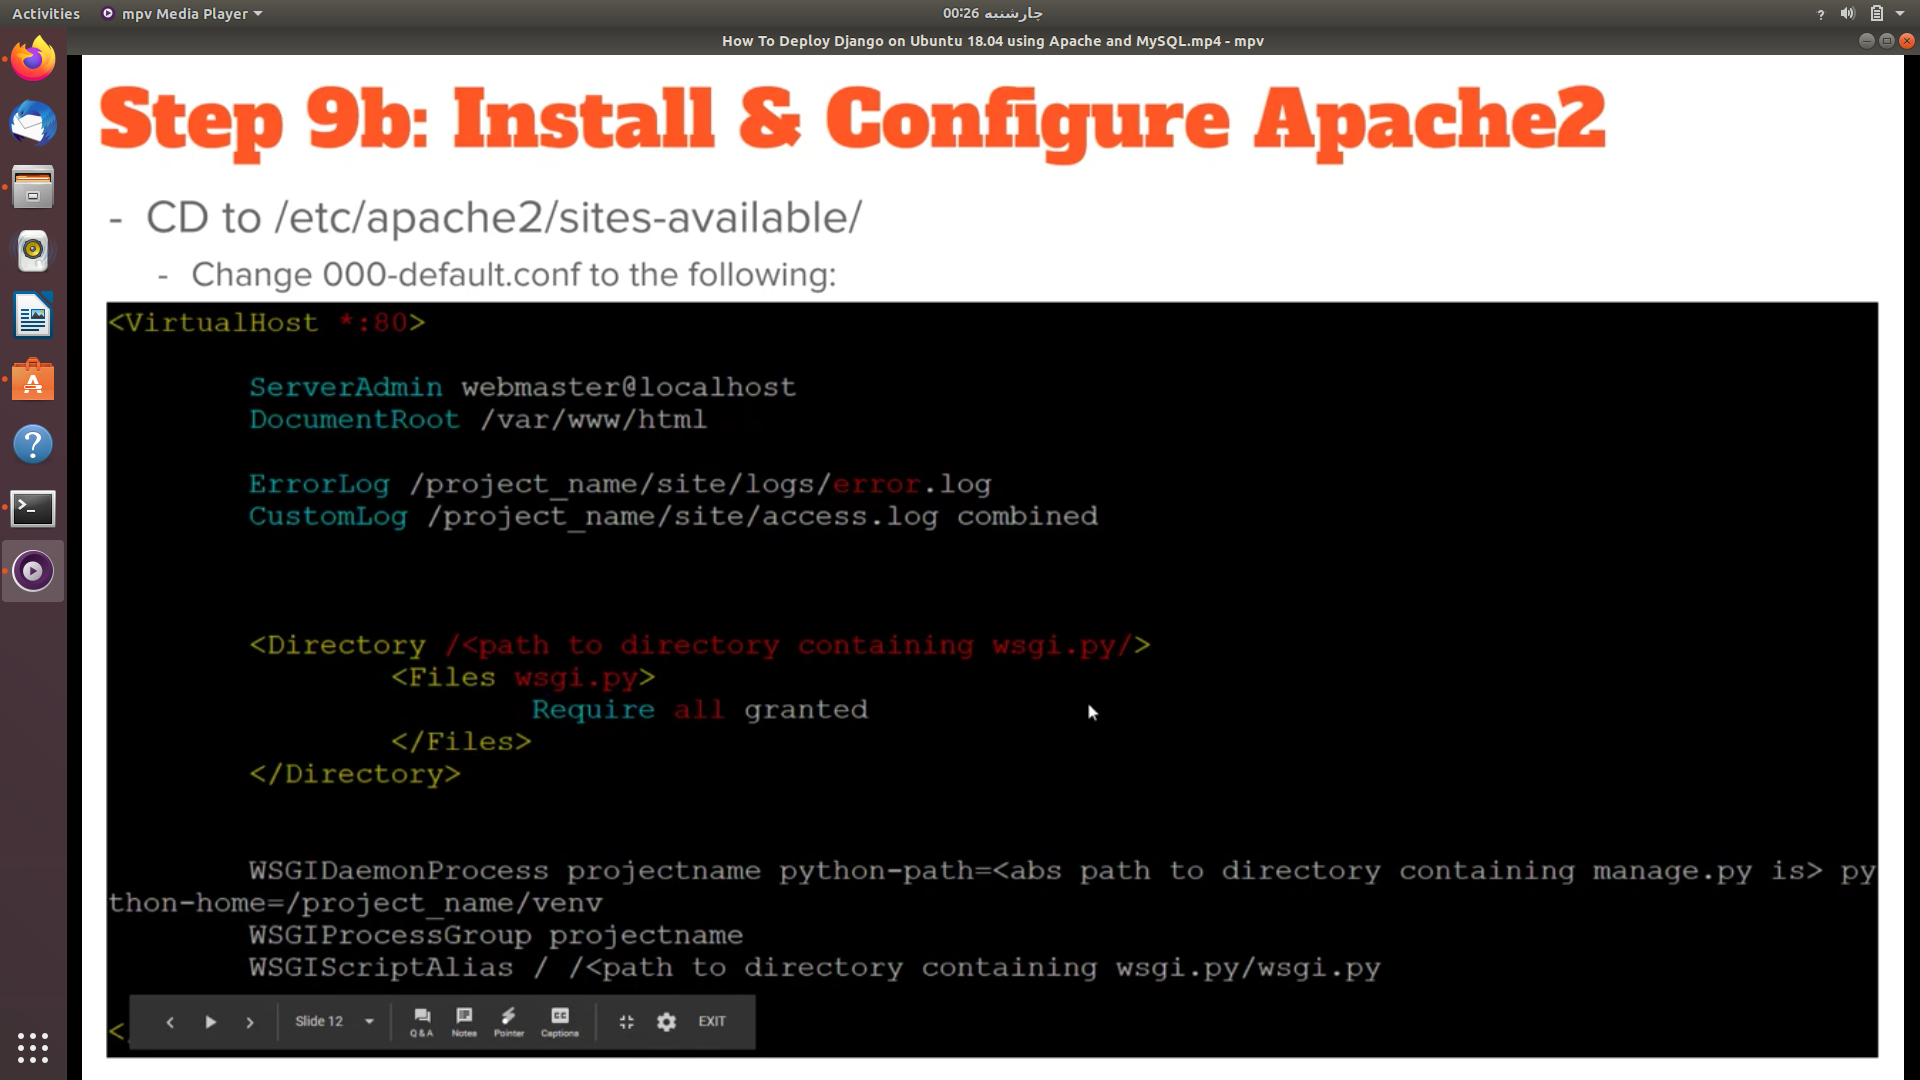 Activities mpv Media Player 00:26 چارشنبه ?
How To Deploy Django on Ubuntu 18.04 using Apache and MySQL.mp4 - mpv
Step 9b: Install & Configure Apache2
- CD to /etc/apache2/sites-available/
- Change 000-default.conf to the following:
<VirtualHost *:80>
ServerAdmin webmaster@localhost
DocumentRoot /var/www/html
ErrorLog /project_name/site/logs/error.log
CustomLog /project_name/site/access.log combined
<Directory /<path to directory containing wsgi.py/>
<Files wsgi.py>
Require all granted
</Files>
</Directory>
WSGIDaemonProcess projectname python-path=<abs path to directory containing manage.py is> py
thon-home=/project_name/venv
WSGIProcessGroup projectname
WSGIScriptAlias / /<path to directory containing wsgi.py/wsgi.py
Slide 12 Q & A Notes Pointer CC Captions EXIT
<